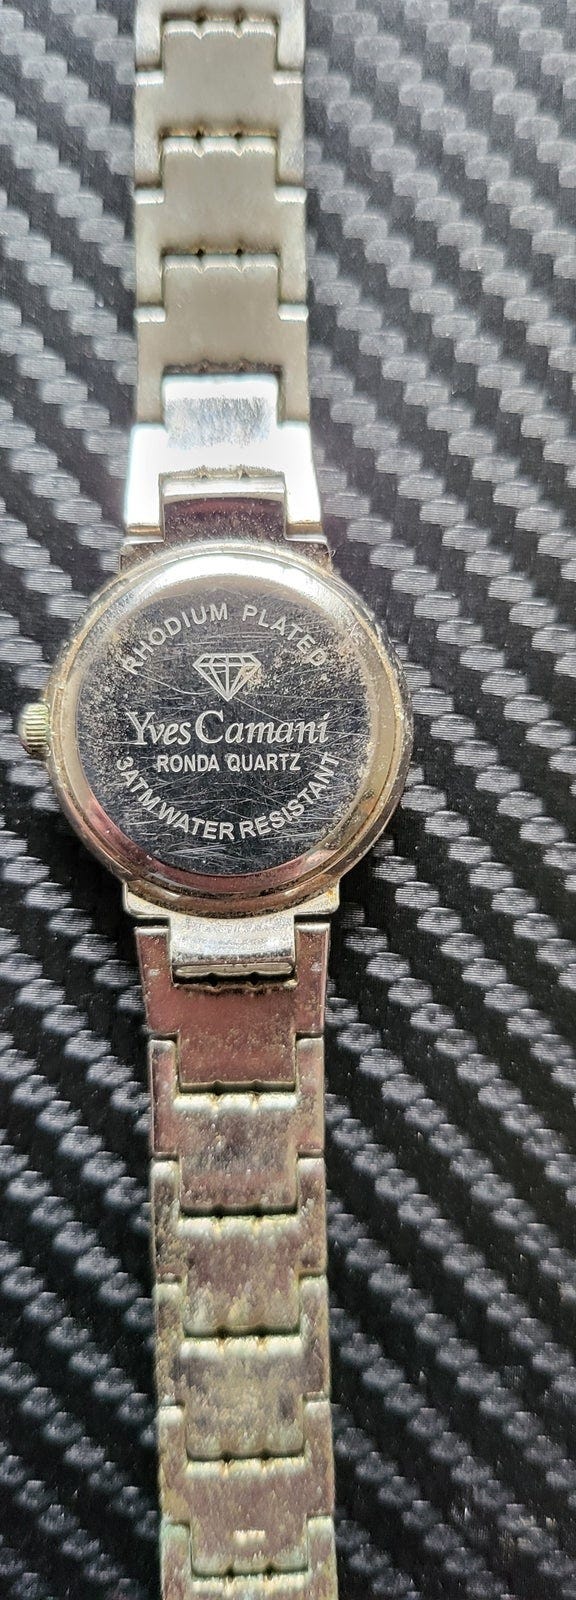 RHODIUM PLATED
Yves Camani
RONDA QUARTZ
3ATM WATER RESISTANT